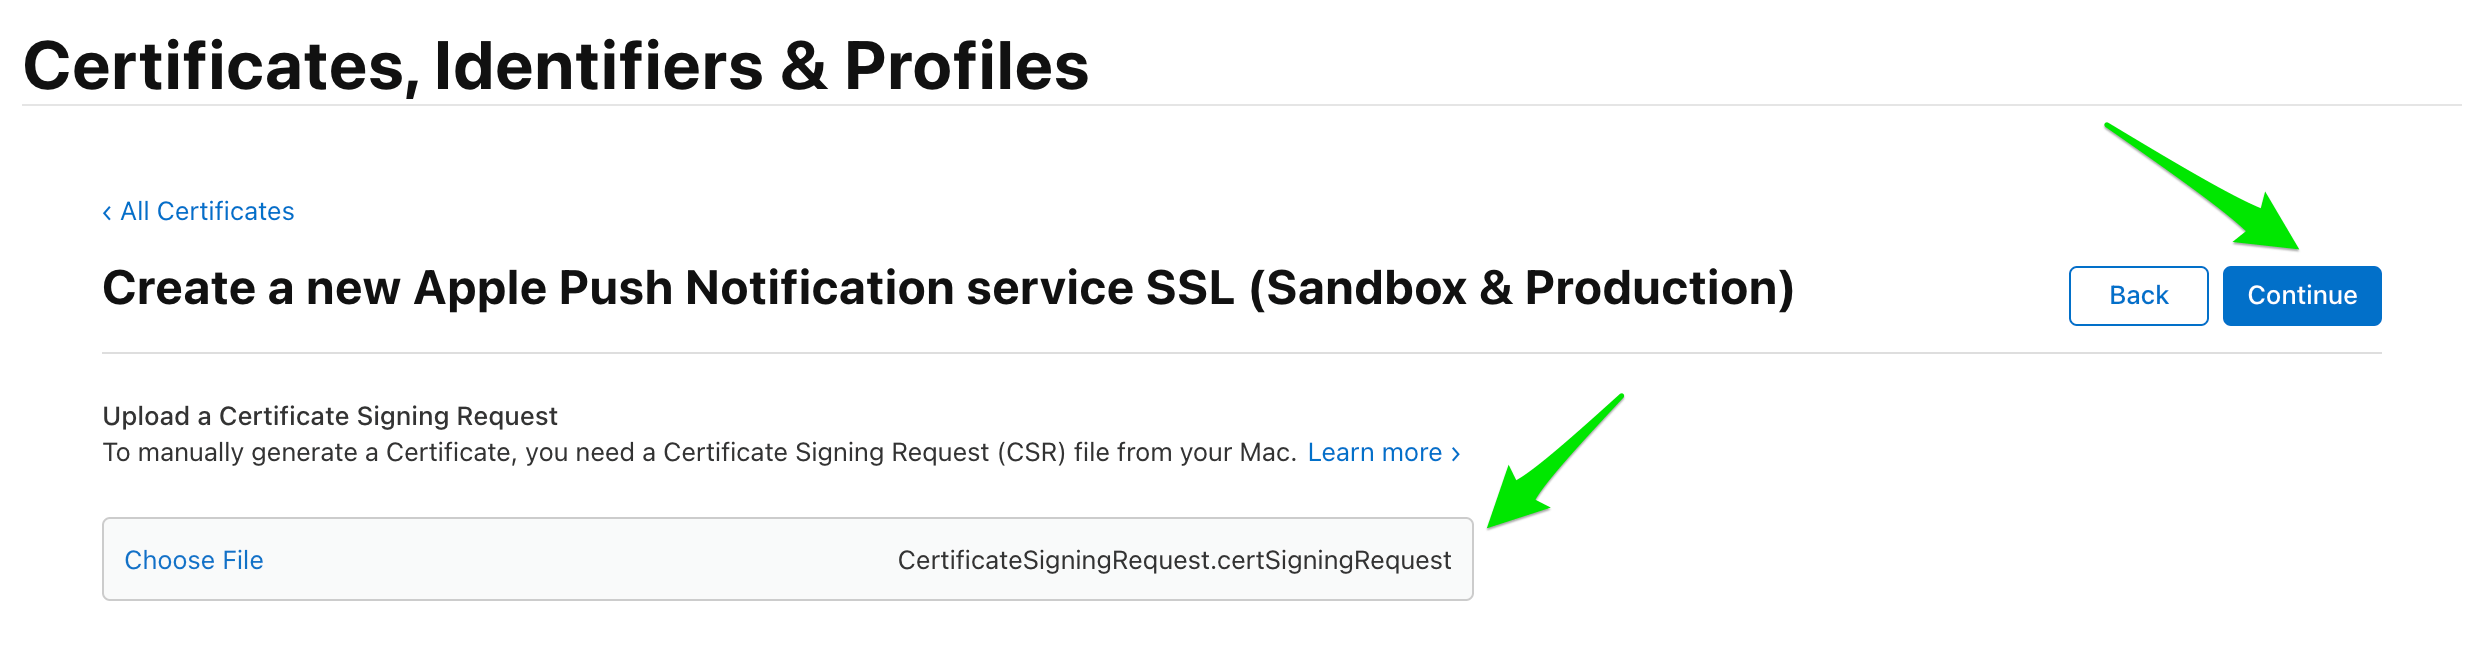 Certificates, Identifiers & Profiles
‹ All Certificates
Create a new Apple Push Notification service SSL (Sandbox & Production)
Back
Continue
Upload a Certificate Signing Request
To manually generate a Certificate, you need a Certificate Signing Request (CSR) file from your Mac. Learn more ›
Choose File
CertificateSigningRequest.certSigningRequest